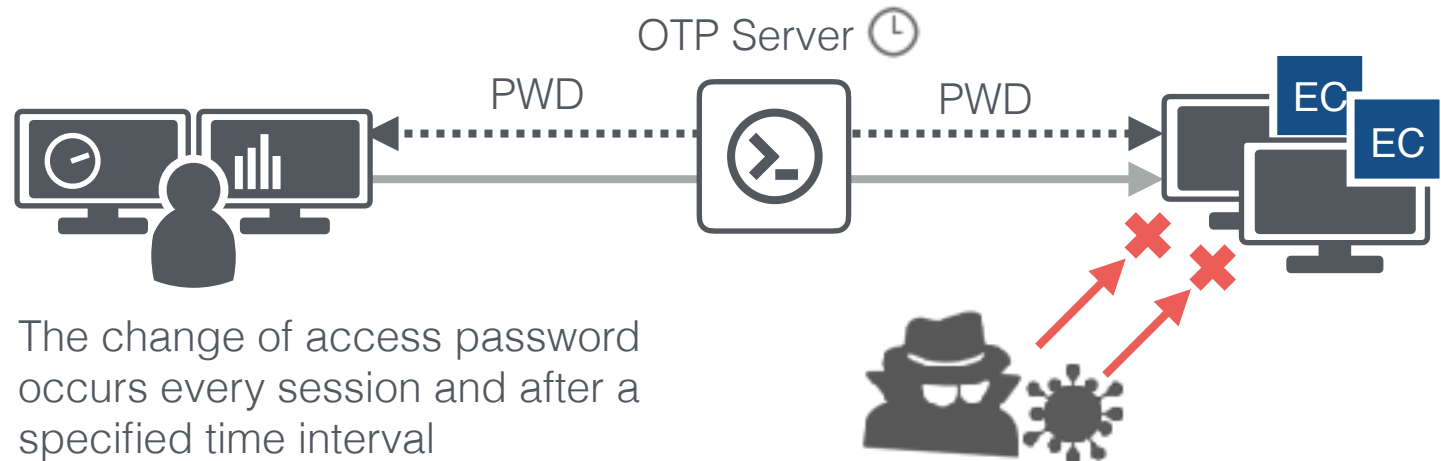 OTP Server
PWD
PWD
EC
EC
The change of access password
occurs every session and after a
specified time interval